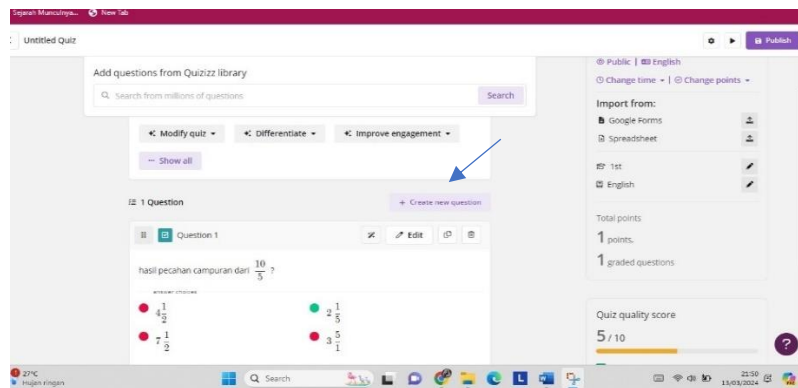 Sejarah Munculnya... New Tab
Untitled Quiz
Publish
Add questions from Quizizz library
Search from millions of questions
Search
Public | English
Change time | Change points
Import from:
Google Forms
Spreadsheet
1st
English
Modify quiz
Differentiate
Improve engagement
Show all
1 Question
+ Create new question
Question 1
Edit
hasil pecahan campuran dari 10/5 ?
answer choices
2 1/5
7 1/2
3 5/1
Total points
1 points.
1 graded questions
Quiz quality score
5 / 10
?
27°C
Hujan ringan
Search
21:50
13/03/2024